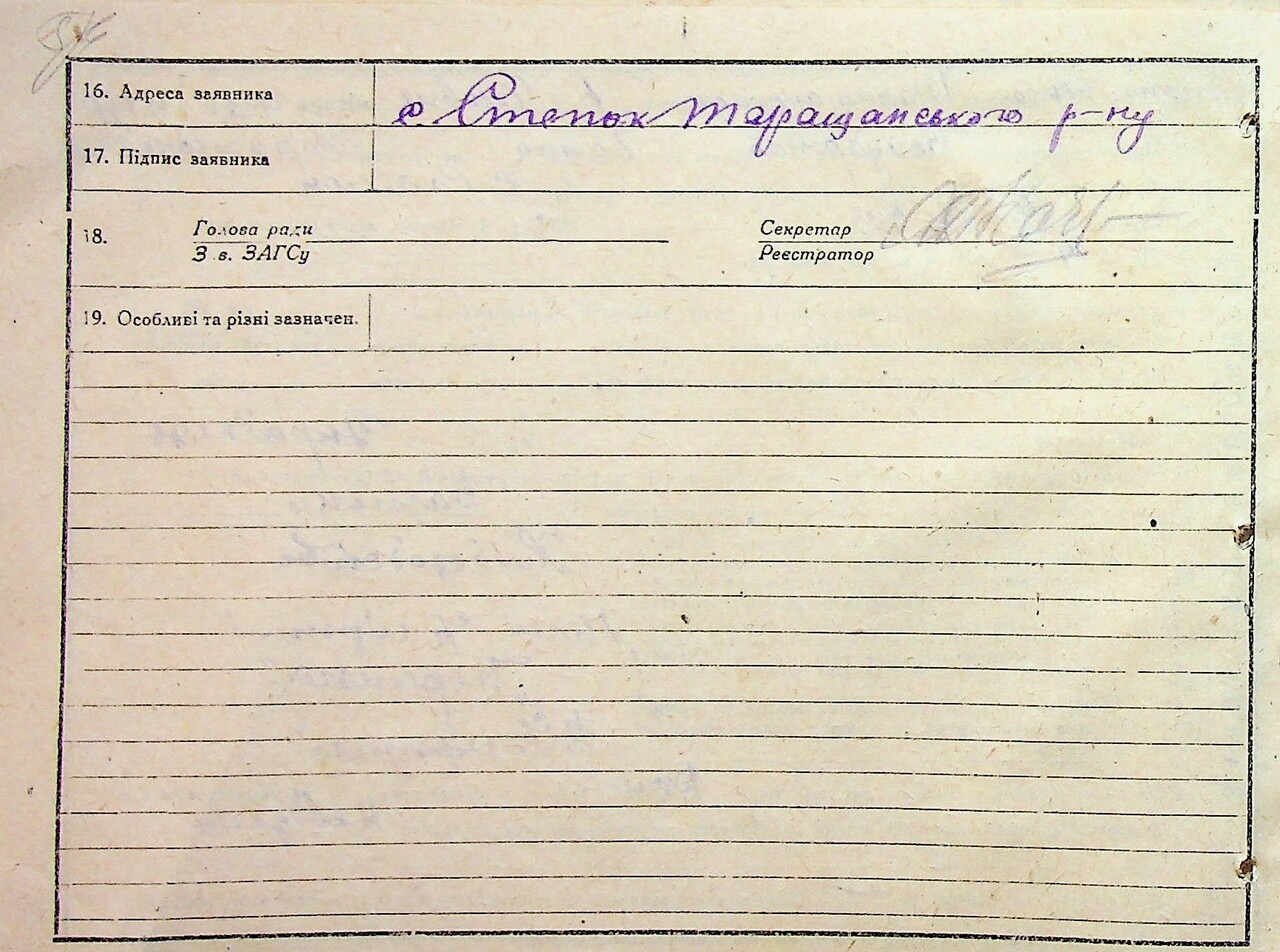 16. Адреса заявника
с Степок Таращанського р-ну
17. Підпис заявника
18. Голова ради Секретар
З в. ЗАГСу Реєстратор
19. Особливі та різні зазначен.